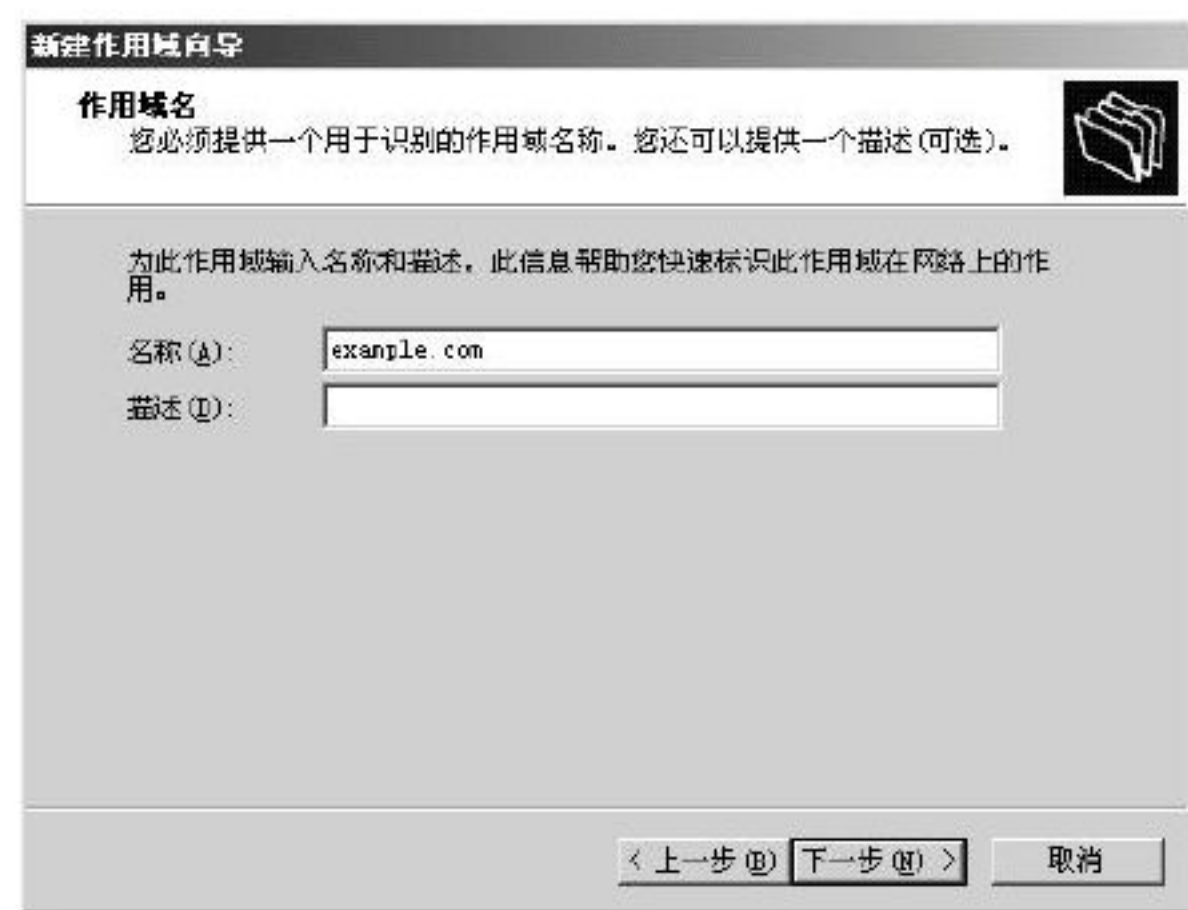 新建作用域向导
作用域名
您必须提供一个用于识别的作用域名称。您还可以提供一个描述(可选)。
为此作用域输入名称和描述。此信息帮助您快速标识此作用域在网络上的作
用。
名称(A):
example.com
描述(D):
< 上一步(B)
下一步(N) >
取消